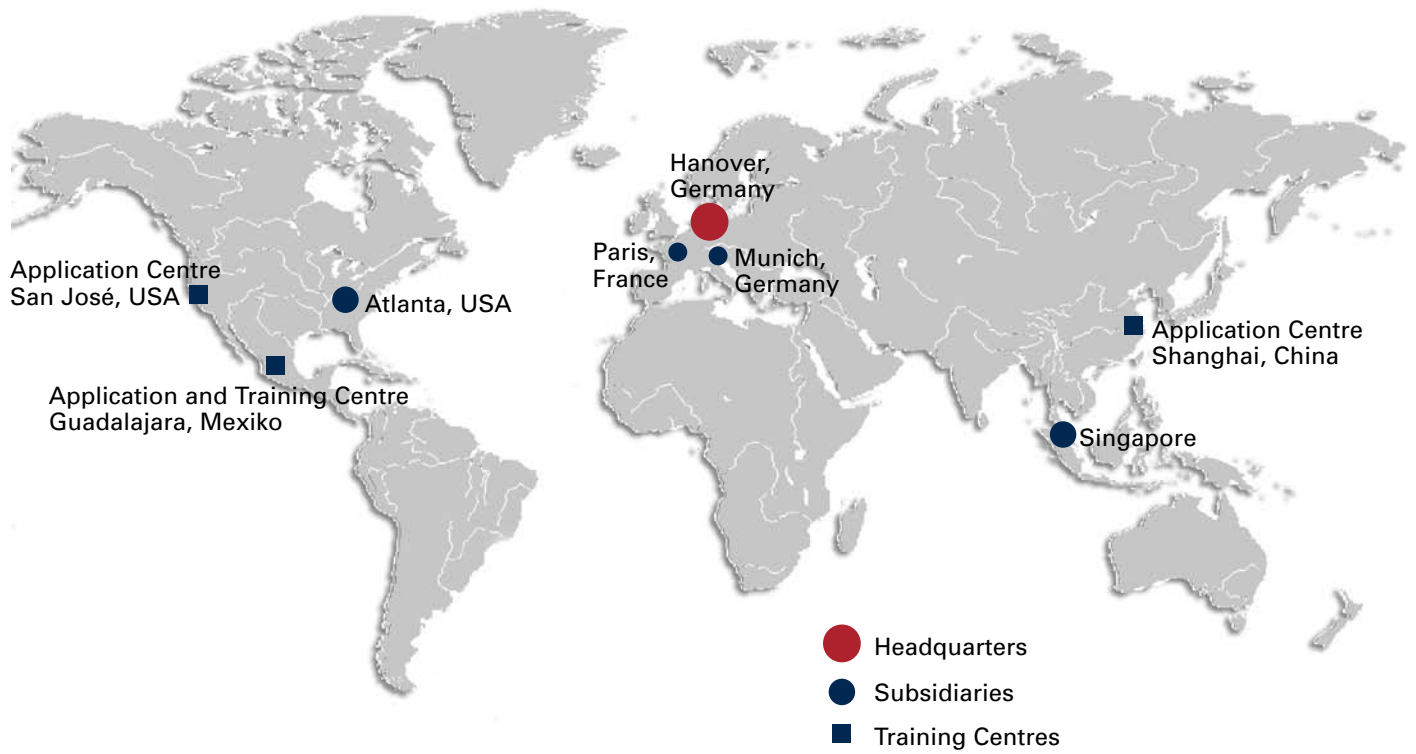 Hanover,
Germany
Paris,
France
Munich,
Germany
Application Centre
San José, USA
Atlanta, USA
Application and Training Centre
Guadalajara, Mexiko
Application Centre
Shanghai, China
Singapore
Headquarters
Subsidiaries
Training Centres